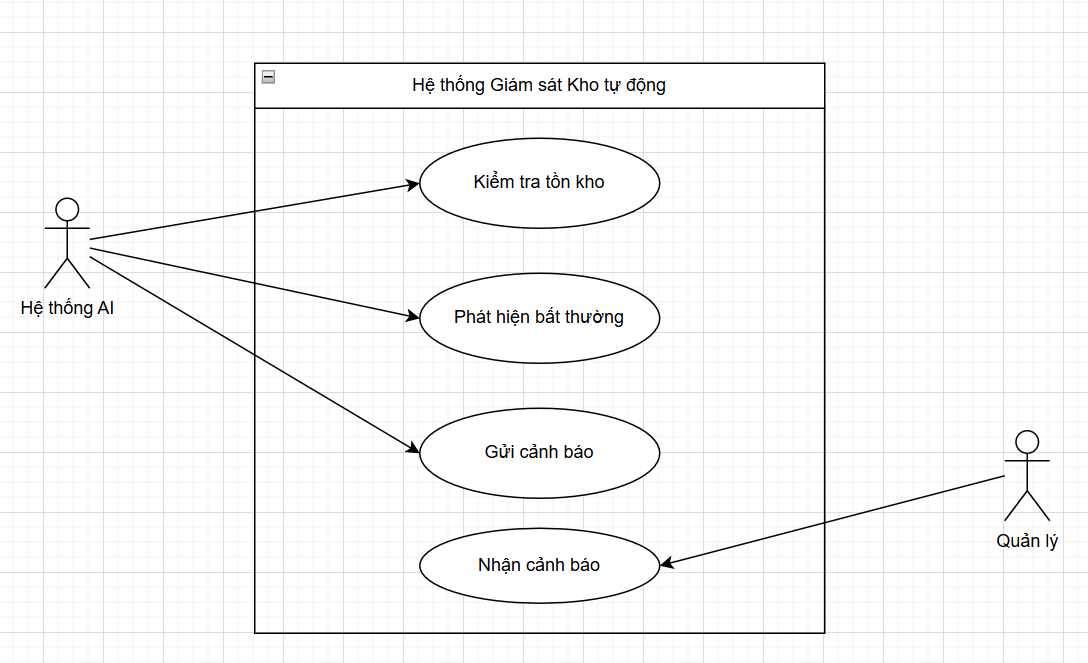 Hệ thống Giám sát Kho tự động
Kiểm tra tồn kho
Hệ thống AI
Phát hiện bất thường
Gửi cảnh báo
Quản lý
Nhận cảnh báo